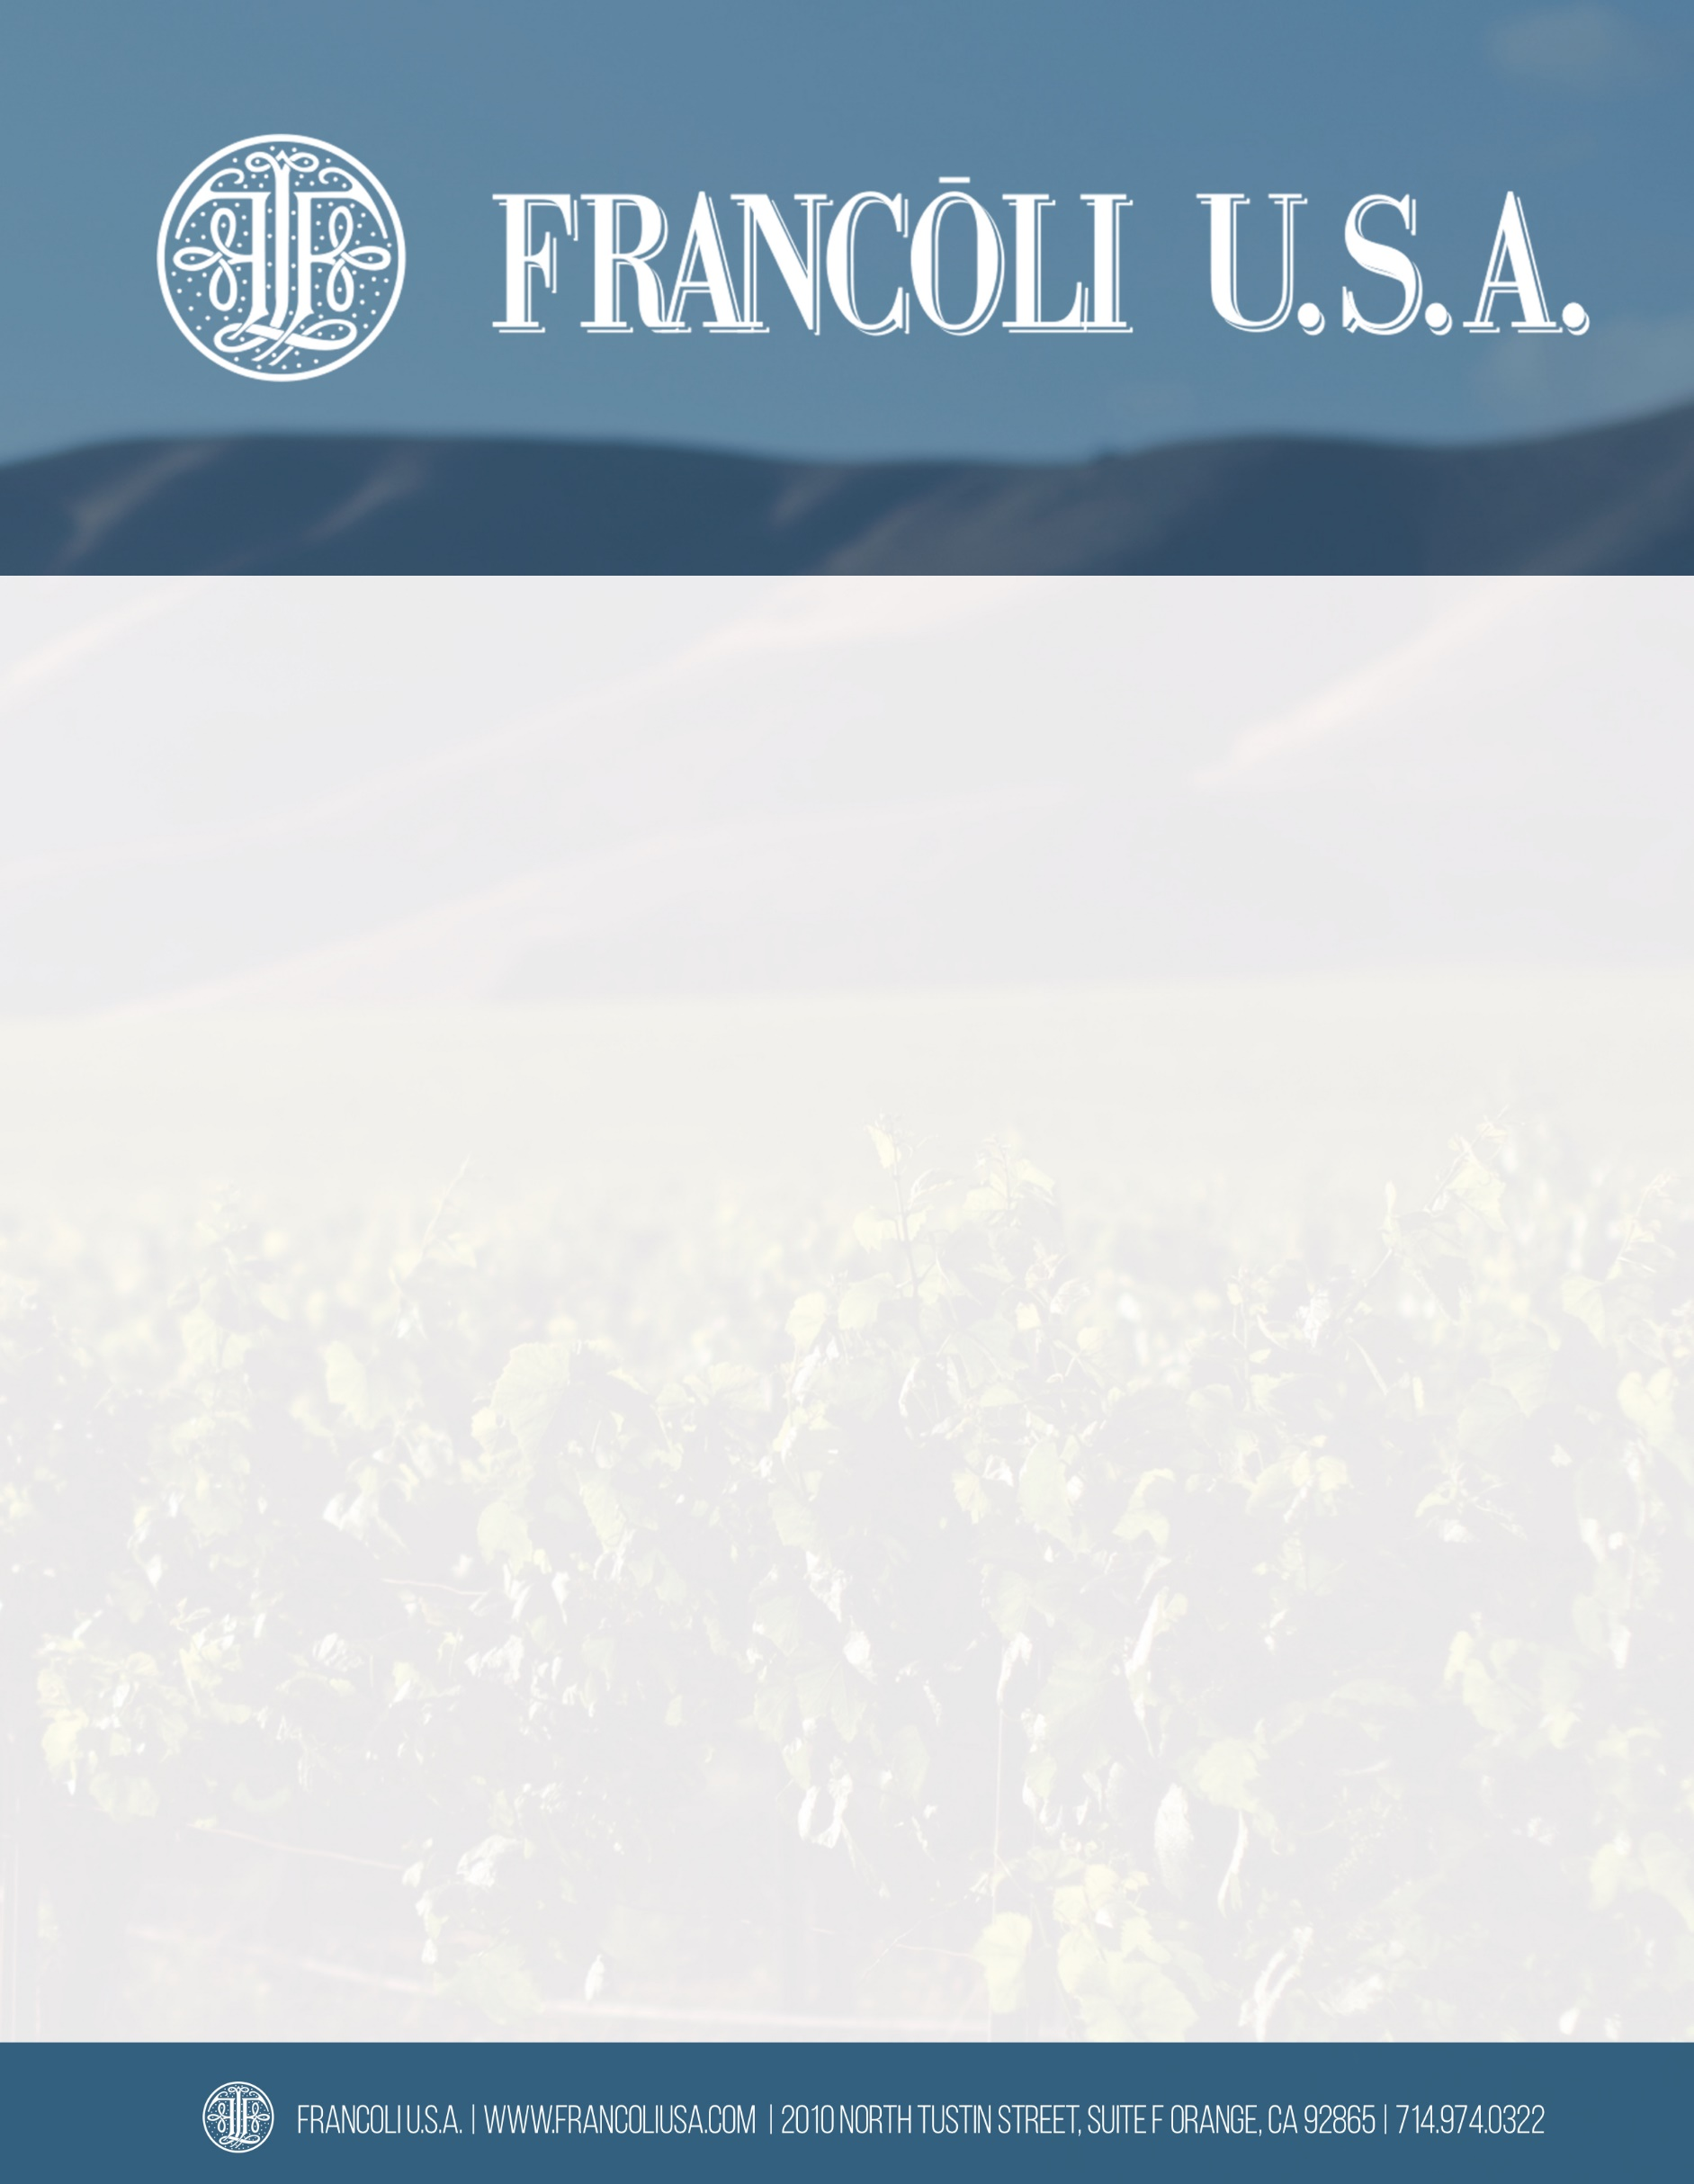 FRANCŌLI U.S.A.
FRANCOLI U.S.A. | WWW.FRANCOLIUSA.COM | 2010 NORTH TUSTIN STREET, SUITE F ORANGE, CA 92865 | 714.974.0322